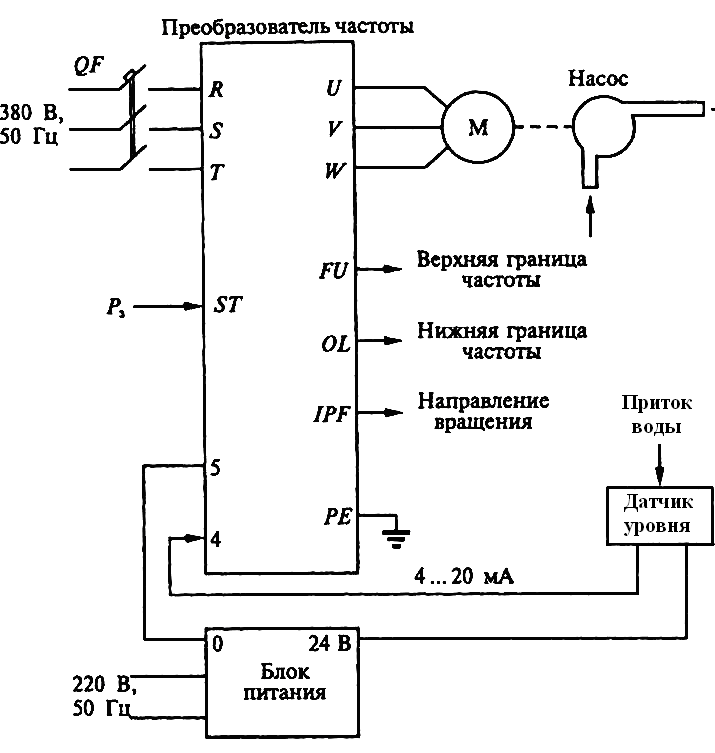 Преобразователь частоты
QF
380 В,
50 Гц
R
S
T
U
V
W
М
Насос
Pз
ST
FU
Верхняя граница
частоты
OL
Нижняя граница
частоты
IPF
Направление
вращения
Приток
воды
5
4
PE
Датчик
уровня
4 ... 20 мА
0
24 В
Блок
питания
220 В,
50 Гц